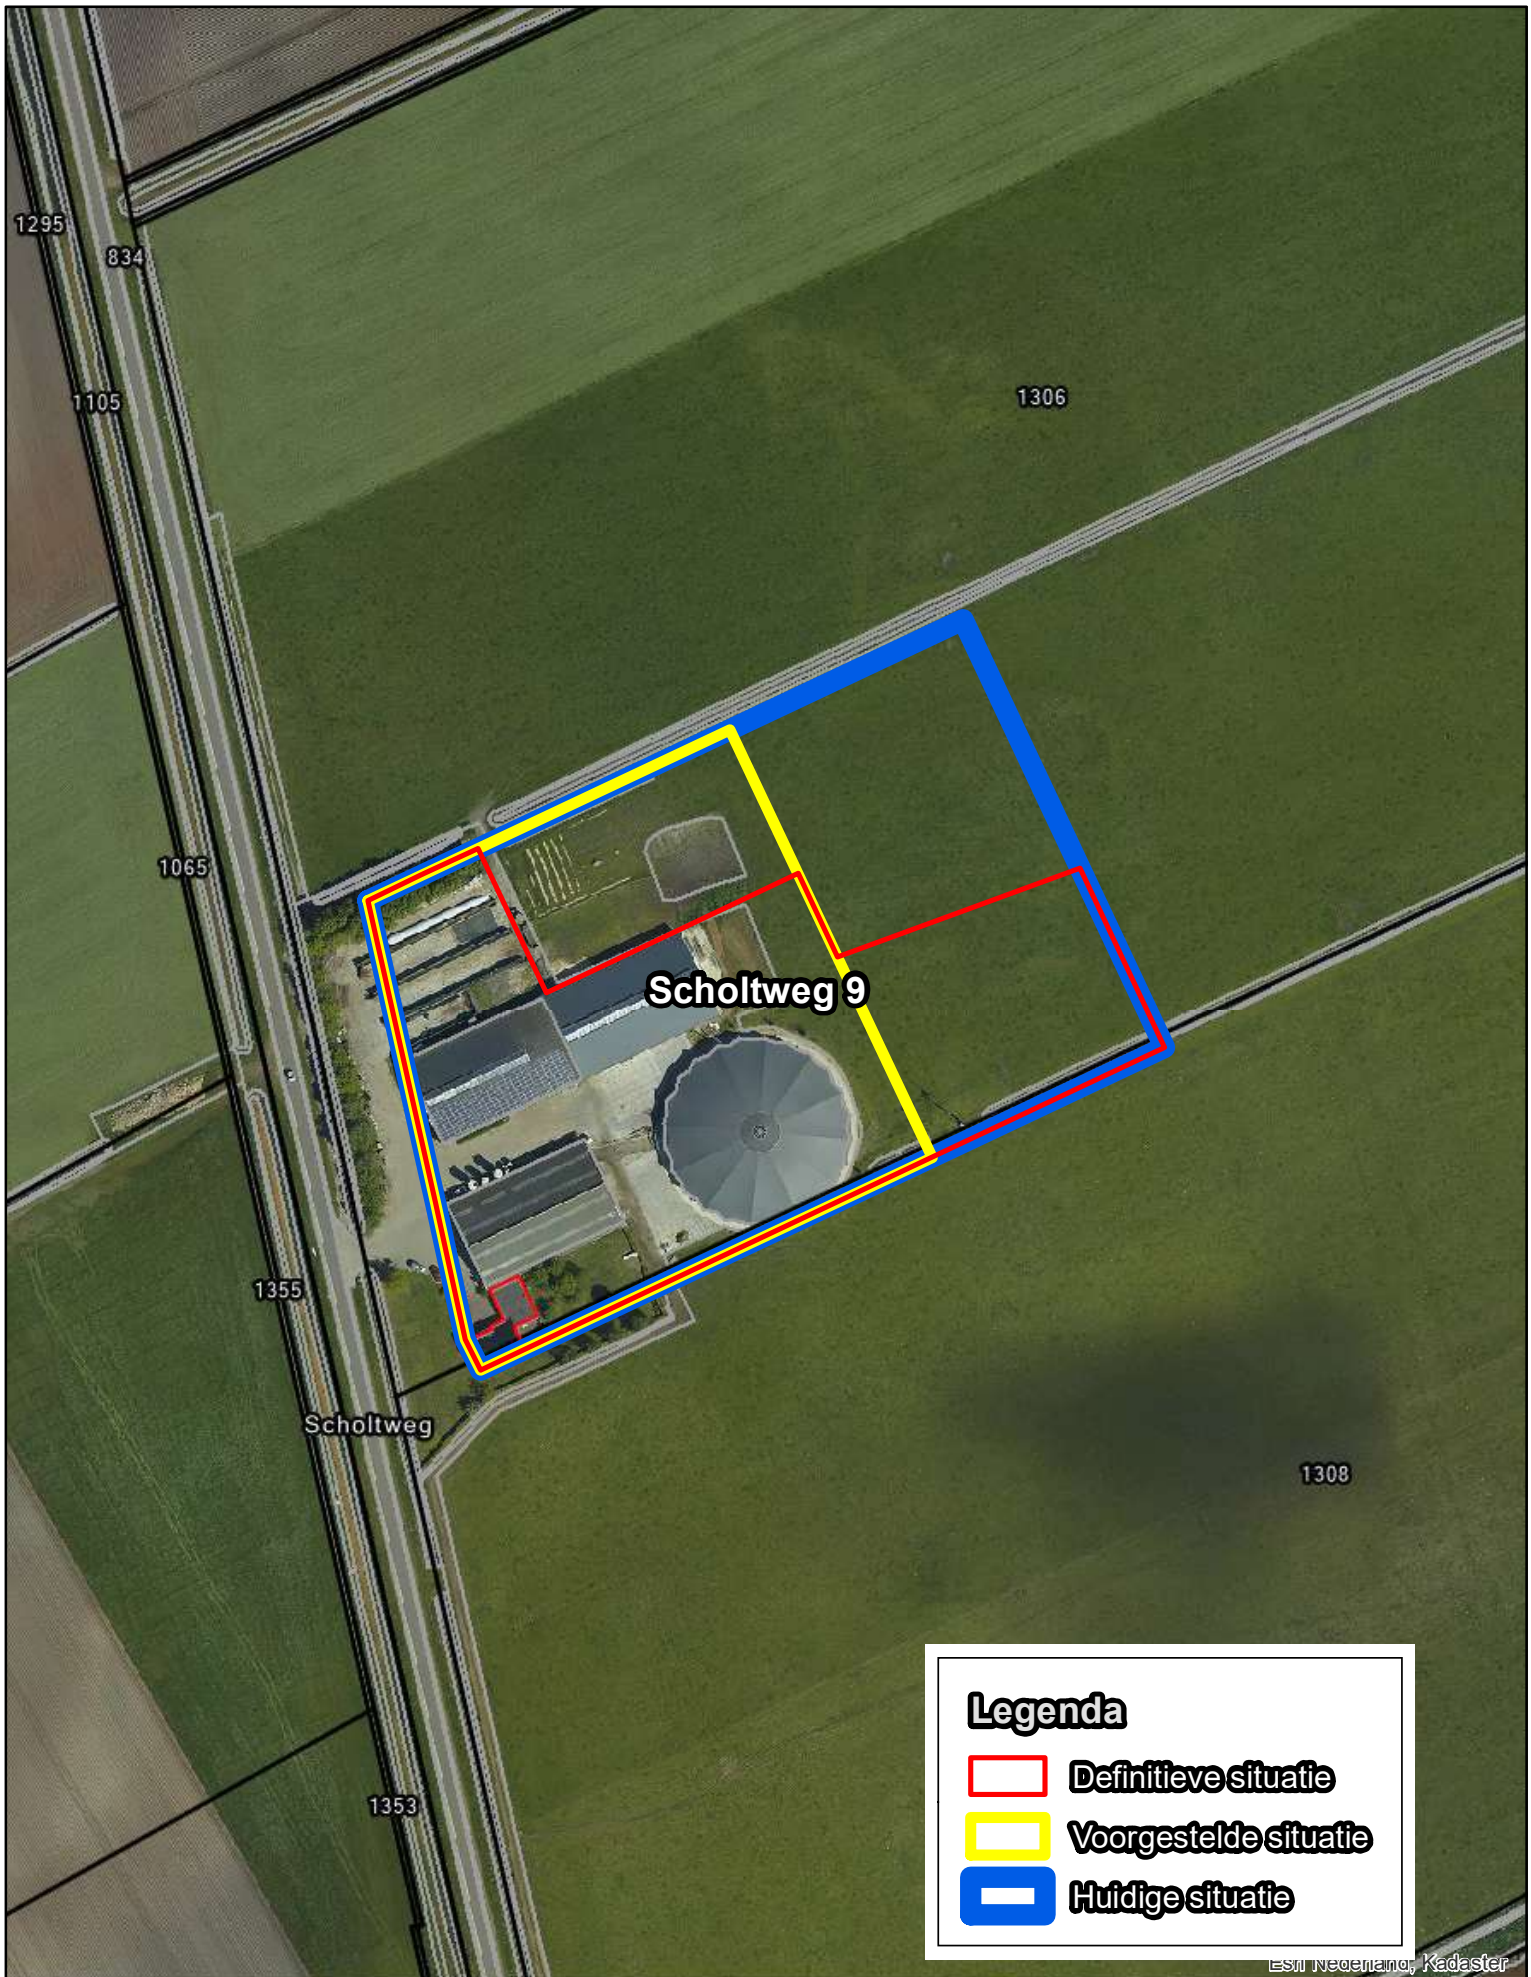 1295
834
1105
1306
1065
Scholtweg 9
1355
Scholtweg
1308
1353
Legenda
Definitieve situatie
Voorgestelde situatie
Huidige situatie
Esri Nederland, Kadaster